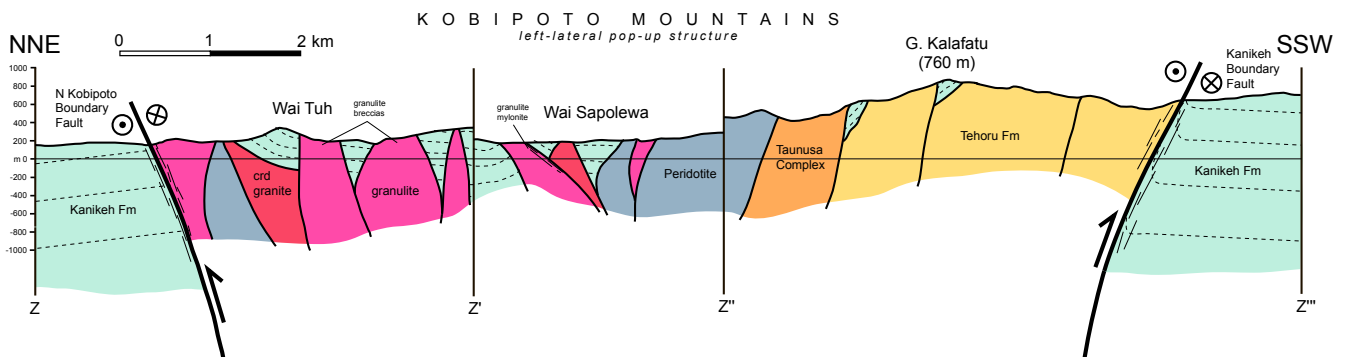 K O B I P O T O   M O U N T A I N S
left-lateral pop-up structure
NNE
0 1 2 km
G. Kalafatu
(760 m)
Kanikeh
Boundary
Fault
SSW
N Kobipoto
Boundary
Fault
Wai Tuh
granulite
breccias
granulite
mylonite
Wai Sapolewa
1000
800
600
400
200
m 0
-200
-400
-600
-800
-1000
Kanikeh Fm
crd
granite
granulite
Peridotite
Taunusa
Complex
Tehoru Fm
Kanikeh Fm
Z
Z'
Z''
Z'''